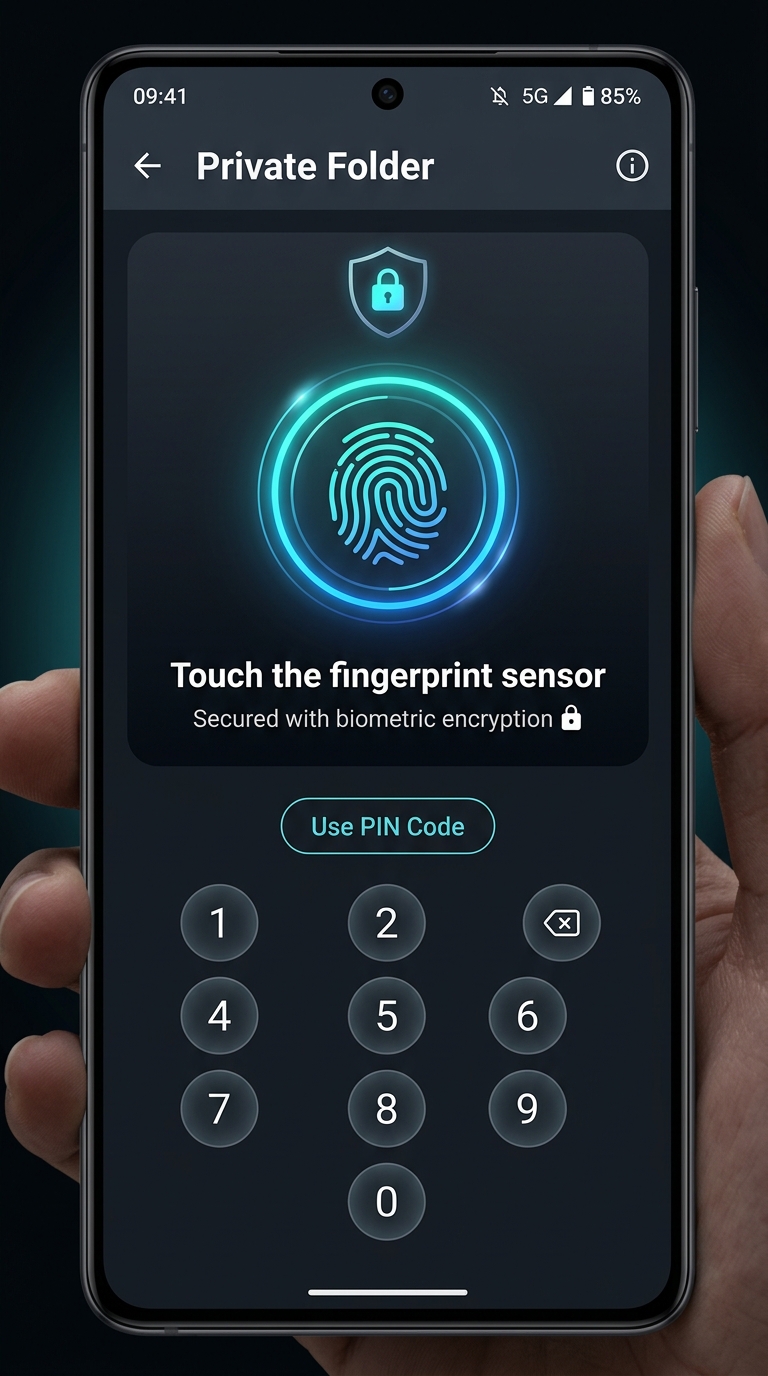 09:41 5G 85%
Private Folder
Touch the fingerprint sensor
Secured with biometric encryption
Use PIN Code
1 2
4 5 6
7 8 9
0